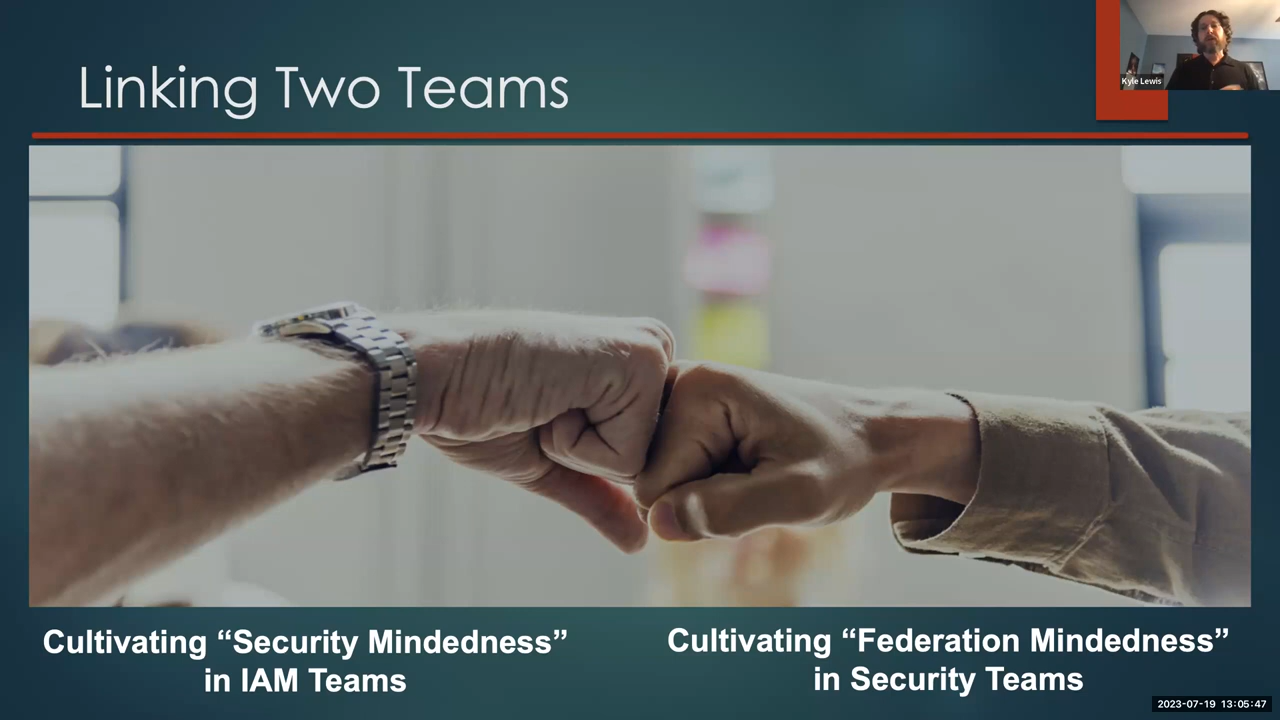 Linking Two Teams
Kyle Lewis
Cultivating “Security Mindedness”
in IAM Teams
Cultivating “Federation Mindedness”
in Security Teams
2023-07-19 13:05:47